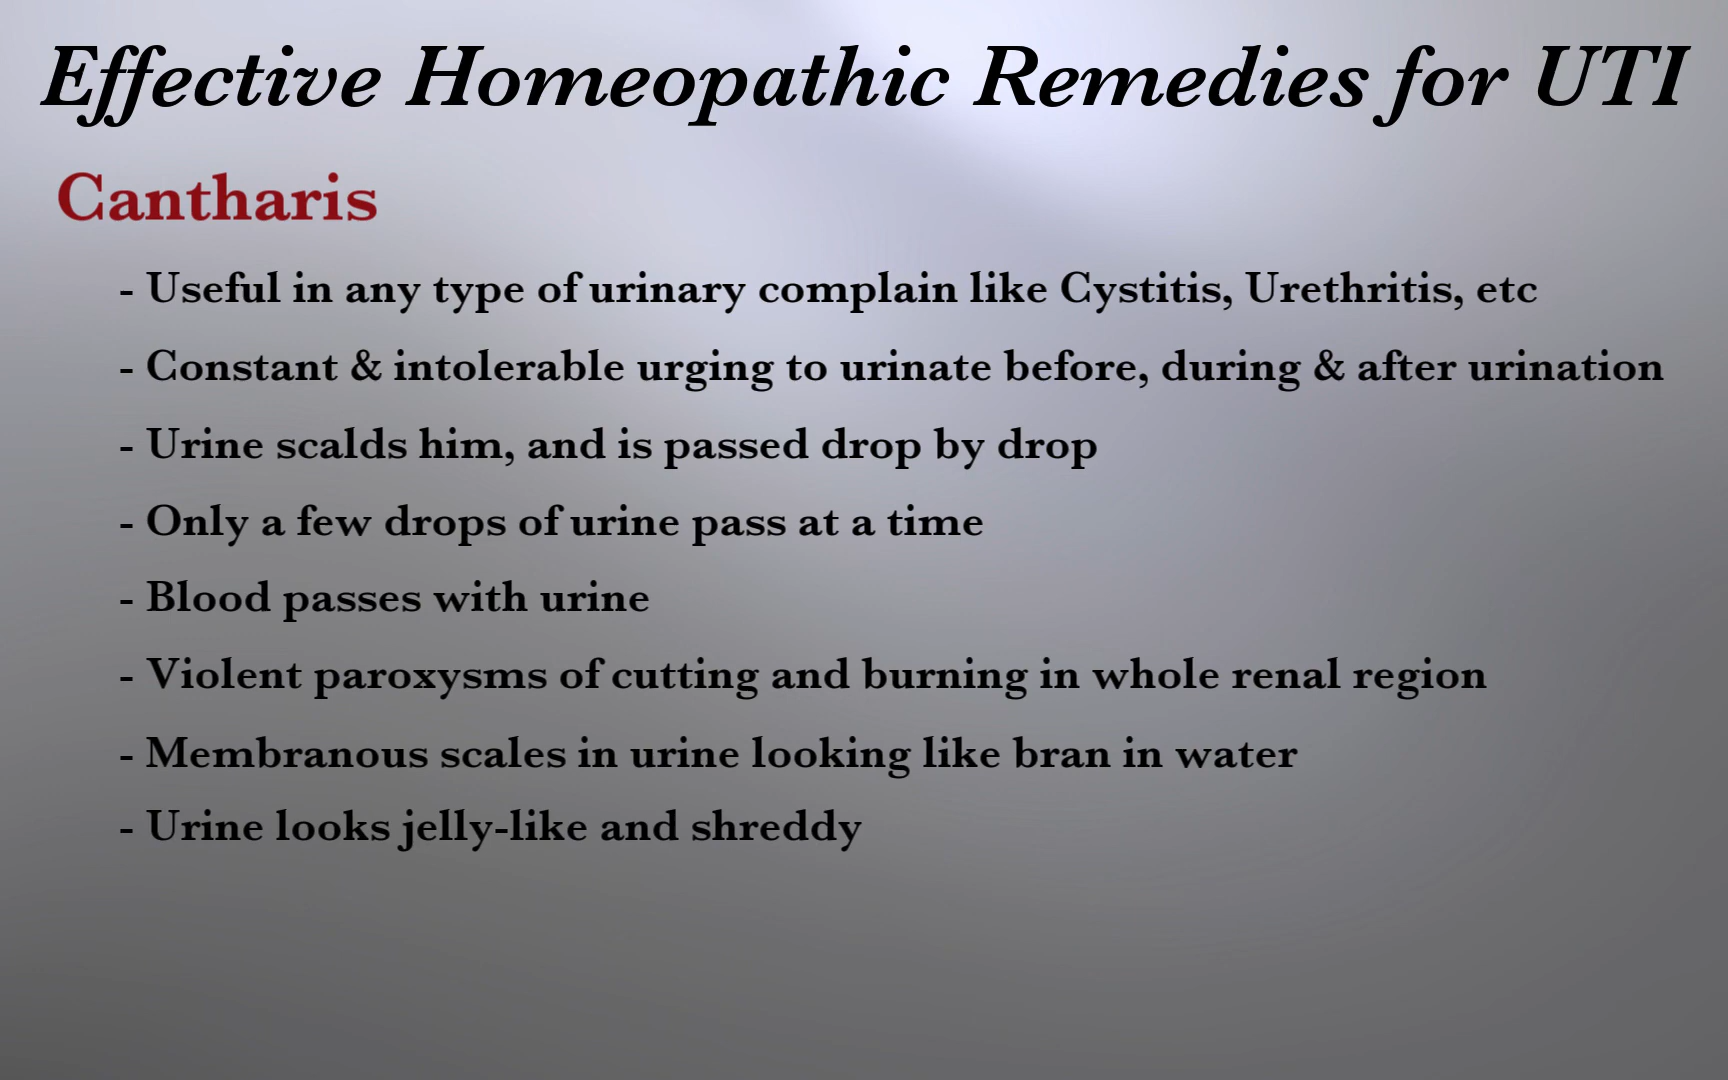 Effective Homeopathic Remedies for UTI
Cantharis
- Useful in any type of urinary complain like Cystitis, Urethritis, etc
- Constant & intolerable urging to urinate before, during & after urination
- Urine scalds him, and is passed drop by drop
- Only a few drops of urine pass at a time
- Blood passes with urine
- Violent paroxysms of cutting and burning in whole renal region
- Membranous scales in urine looking like bran in water
- Urine looks jelly-like and shreddy